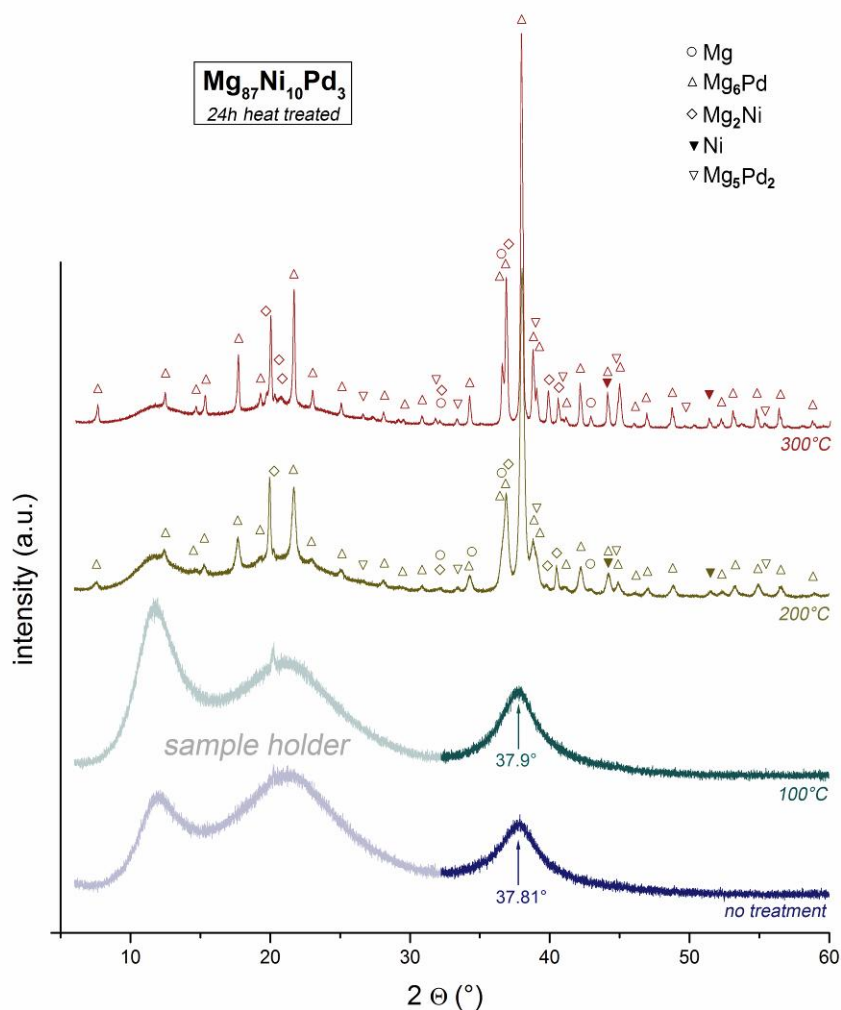 Mg₈₇Ni₁₀Pd₃
24h heat treated
Mg
Mg₆Pd
Mg₂Ni
Ni
Mg₅Pd₂
300°C
200°C
sample holder
37.9°
100°C
37.81°
no treatment
intensity (a.u.)
10 20 30 40 50 60
2 Θ (°)